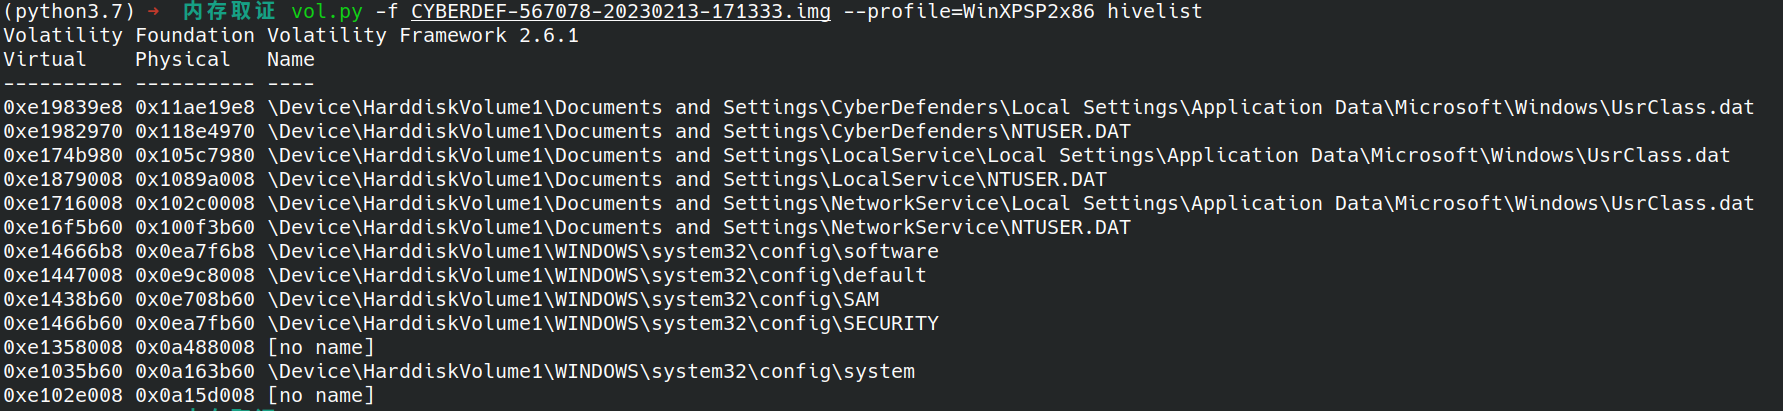 (python3.7) → 内存取证 vol.py -f CYBERDEF-567078-20230213-171333.img --profile=WinXPSP2x86 hivelist
Volatility Foundation Volatility Framework 2.6.1
Virtual    Physical   Name
---------- ---------- ----
0xe19839e8 0x11ae19e8 \Device\HarddiskVolume1\Documents and Settings\CyberDefenders\Local Settings\Application Data\Microsoft\Windows\UsrClass.dat
0xe1982970 0x118e4970 \Device\HarddiskVolume1\Documents and Settings\CyberDefenders\NTUSER.DAT
0xe174b980 0x105c7980 \Device\HarddiskVolume1\Documents and Settings\LocalService\Local Settings\Application Data\Microsoft\Windows\UsrClass.dat
0xe1879008 0x1089a008 \Device\HarddiskVolume1\Documents and Settings\LocalService\NTUSER.DAT
0xe1716008 0x102c0008 \Device\HarddiskVolume1\Documents and Settings\NetworkService\Local Settings\Application Data\Microsoft\Windows\UsrClass.dat
0xe16f5b60 0x100f3b60 \Device\HarddiskVolume1\Documents and Settings\NetworkService\NTUSER.DAT
0xe14666b8 0x0ea7f6b8 \Device\HarddiskVolume1\WINDOWS\system32\config\software
0xe1447008 0x0e9c8008 \Device\HarddiskVolume1\WINDOWS\system32\config\default
0xe1438b60 0x0e708b60 \Device\HarddiskVolume1\WINDOWS\system32\config\SAM
0xe1466b60 0x0ea7fb60 \Device\HarddiskVolume1\WINDOWS\system32\config\SECURITY
0xe1358008 0x0a488008 [no name]
0xe1035b60 0x0a163b60 \Device\HarddiskVolume1\WINDOWS\system32\config\system
0xe102e008 0x0a15d008 [no name]